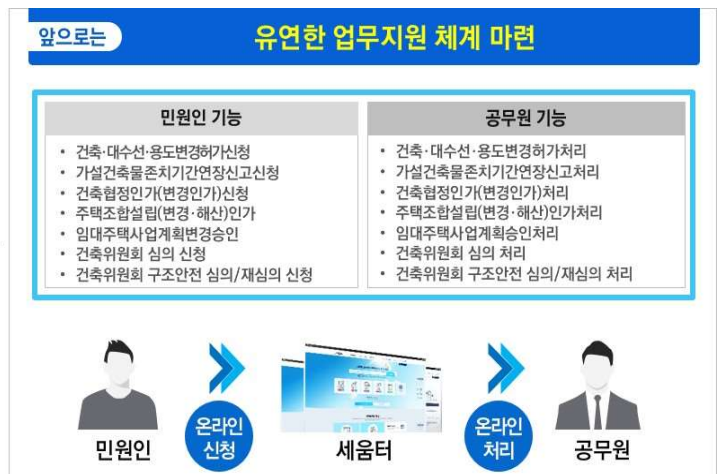 앞으로는
유연한 업무지원 체계 마련
민원인 기능
• 건축·대수선·용도변경허가신청
• 가설건축물존치기간연장신고신청
• 건축협정인가(변경인가)신청
• 주택조합설립(변경·해산)인가
• 임대주택사업계획변경승인
• 건축위원회 심의 신청
• 건축위원회 구조안전 심의/재심의 신청
공무원 기능
• 건축·대수선·용도변경허가처리
• 가설건축물존치기간연장신고처리
• 건축협정인가(변경인가)처리
• 주택조합설립(변경·해산)인가처리
• 임대주택사업계획승인처리
• 건축위원회 심의 처리
• 건축위원회 구조안전 심의/재심의 처리
민원인
온라인
신청
세움터
온라인
처리
공무원